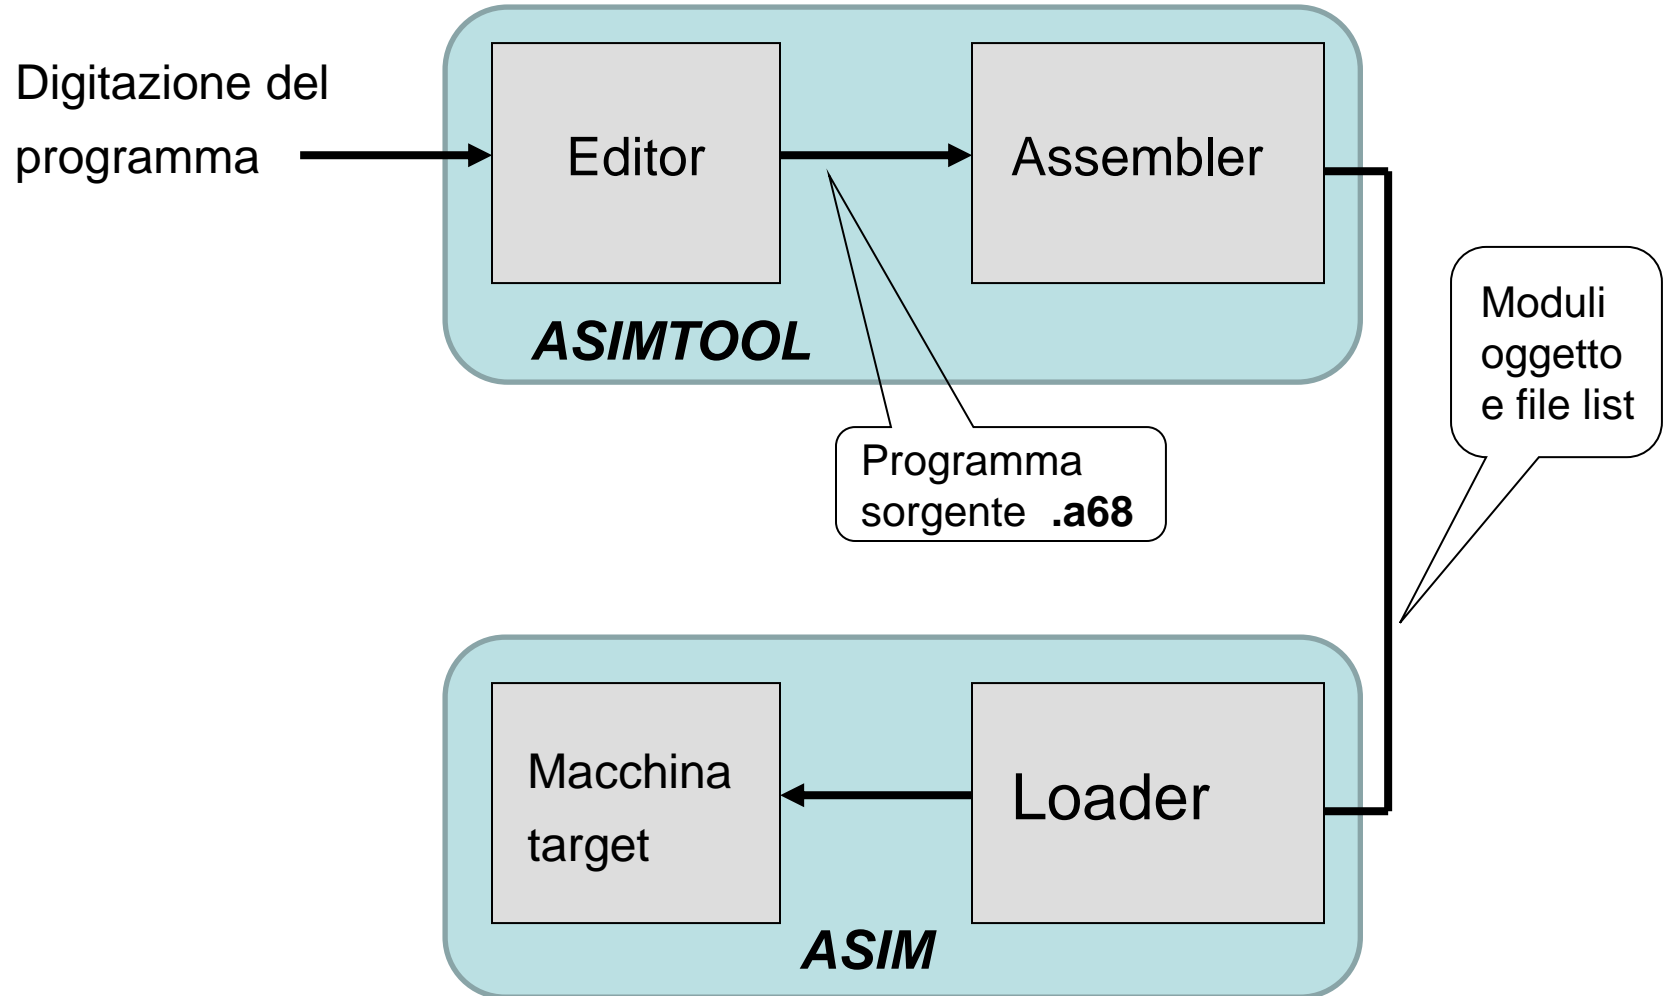 Digitazione del
programma
Editor
Assembler
ASIMTOOL
Programma
sorgente .a68
Moduli
oggetto
e file list
Macchina
target
Loader
ASIM